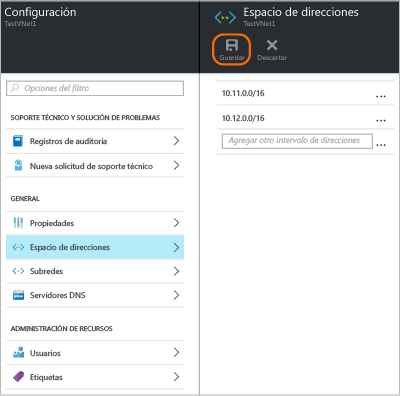 Configuración
TestVNet1
Opciones del filtro
SOPORTE TÉCNICO Y SOLUCIÓN DE PROBLEMAS
Registros de auditoría
Nueva solicitud de soporte técnico
GENERAL
Propiedades
Espacio de direcciones
Subredes
Servidores DNS
ADMINISTRACIÓN DE RECURSOS
Usuarios
Etiquetas
Espacio de direcciones
TestVNet1
Guardar
Descartar
10.11.0.0/16
...
10.12.0.0/16
...
Agregar otro intervalo de direcciones
...